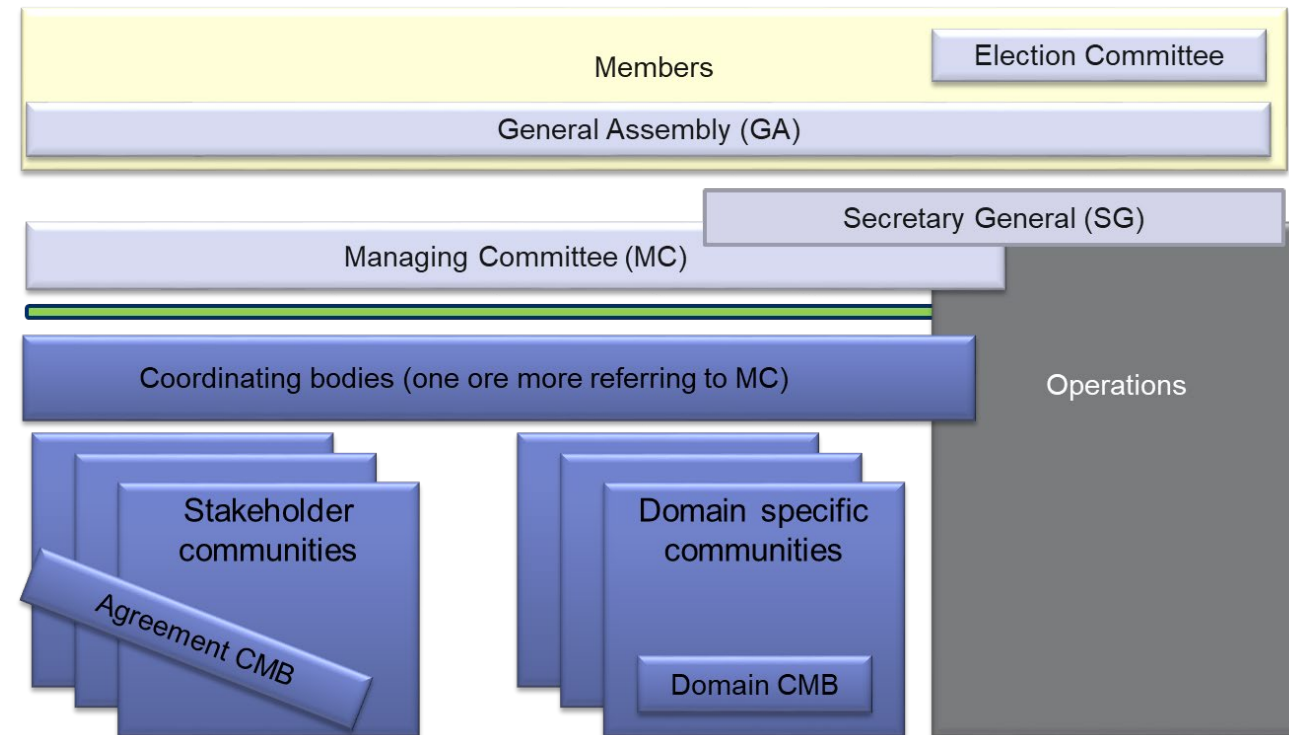 Election Committee
Members
General Assembly (GA)
Secretary General (SG)
Managing Committee (MC)
Coordinating bodies (one ore more referring to MC)
Operations
Stakeholder
communities
Agreement CMB
Domain specific
communities
Domain CMB